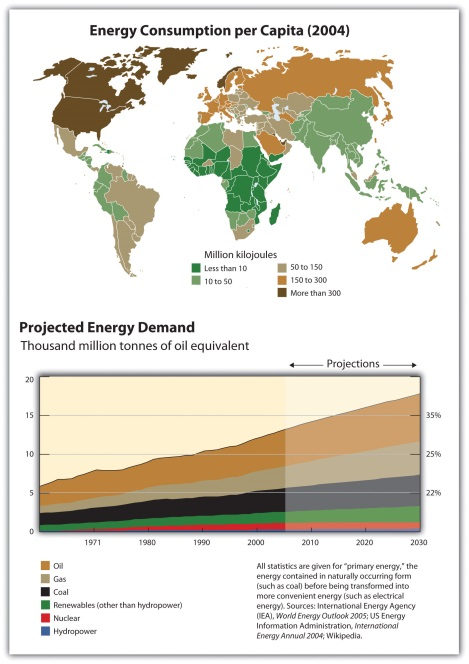 Energy Consumption per Capita (2004)
Million kilojoules
Less than 10
10 to 50
50 to 150
150 to 300
More than 300
Projected Energy Demand
Thousand million tonnes of oil equivalent
Projections
20
15
10
5
0
35%
25%
22%
1971
1980
1990
2000
2010
2020
2030
Oil
Gas
Coal
Renewables (other than hydropower)
Nuclear
Hydropower
All statistics are given for “primary energy,” the
energy contained in naturally occurring form
(such as coal) before being transformed into
more convenient energy (such as electrical
energy). Sources: International Energy Agency
(IEA), World Energy Outlook 2005; US Energy
Information Administration, International
Energy Annual 2004; Wikipedia.